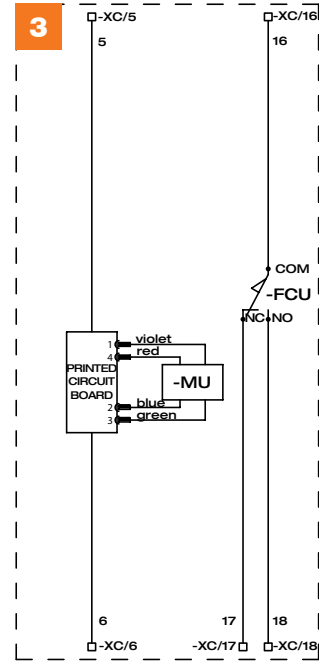 3
-XC/5
-XC/16
5
16
COM
-FCU
NC
NO
1
violet
4
red
PRINTED
CIRCUIT
BOARD
-MU
2
blue
3
green
6
17
18
-XC/6
-XC/17
-XC/18